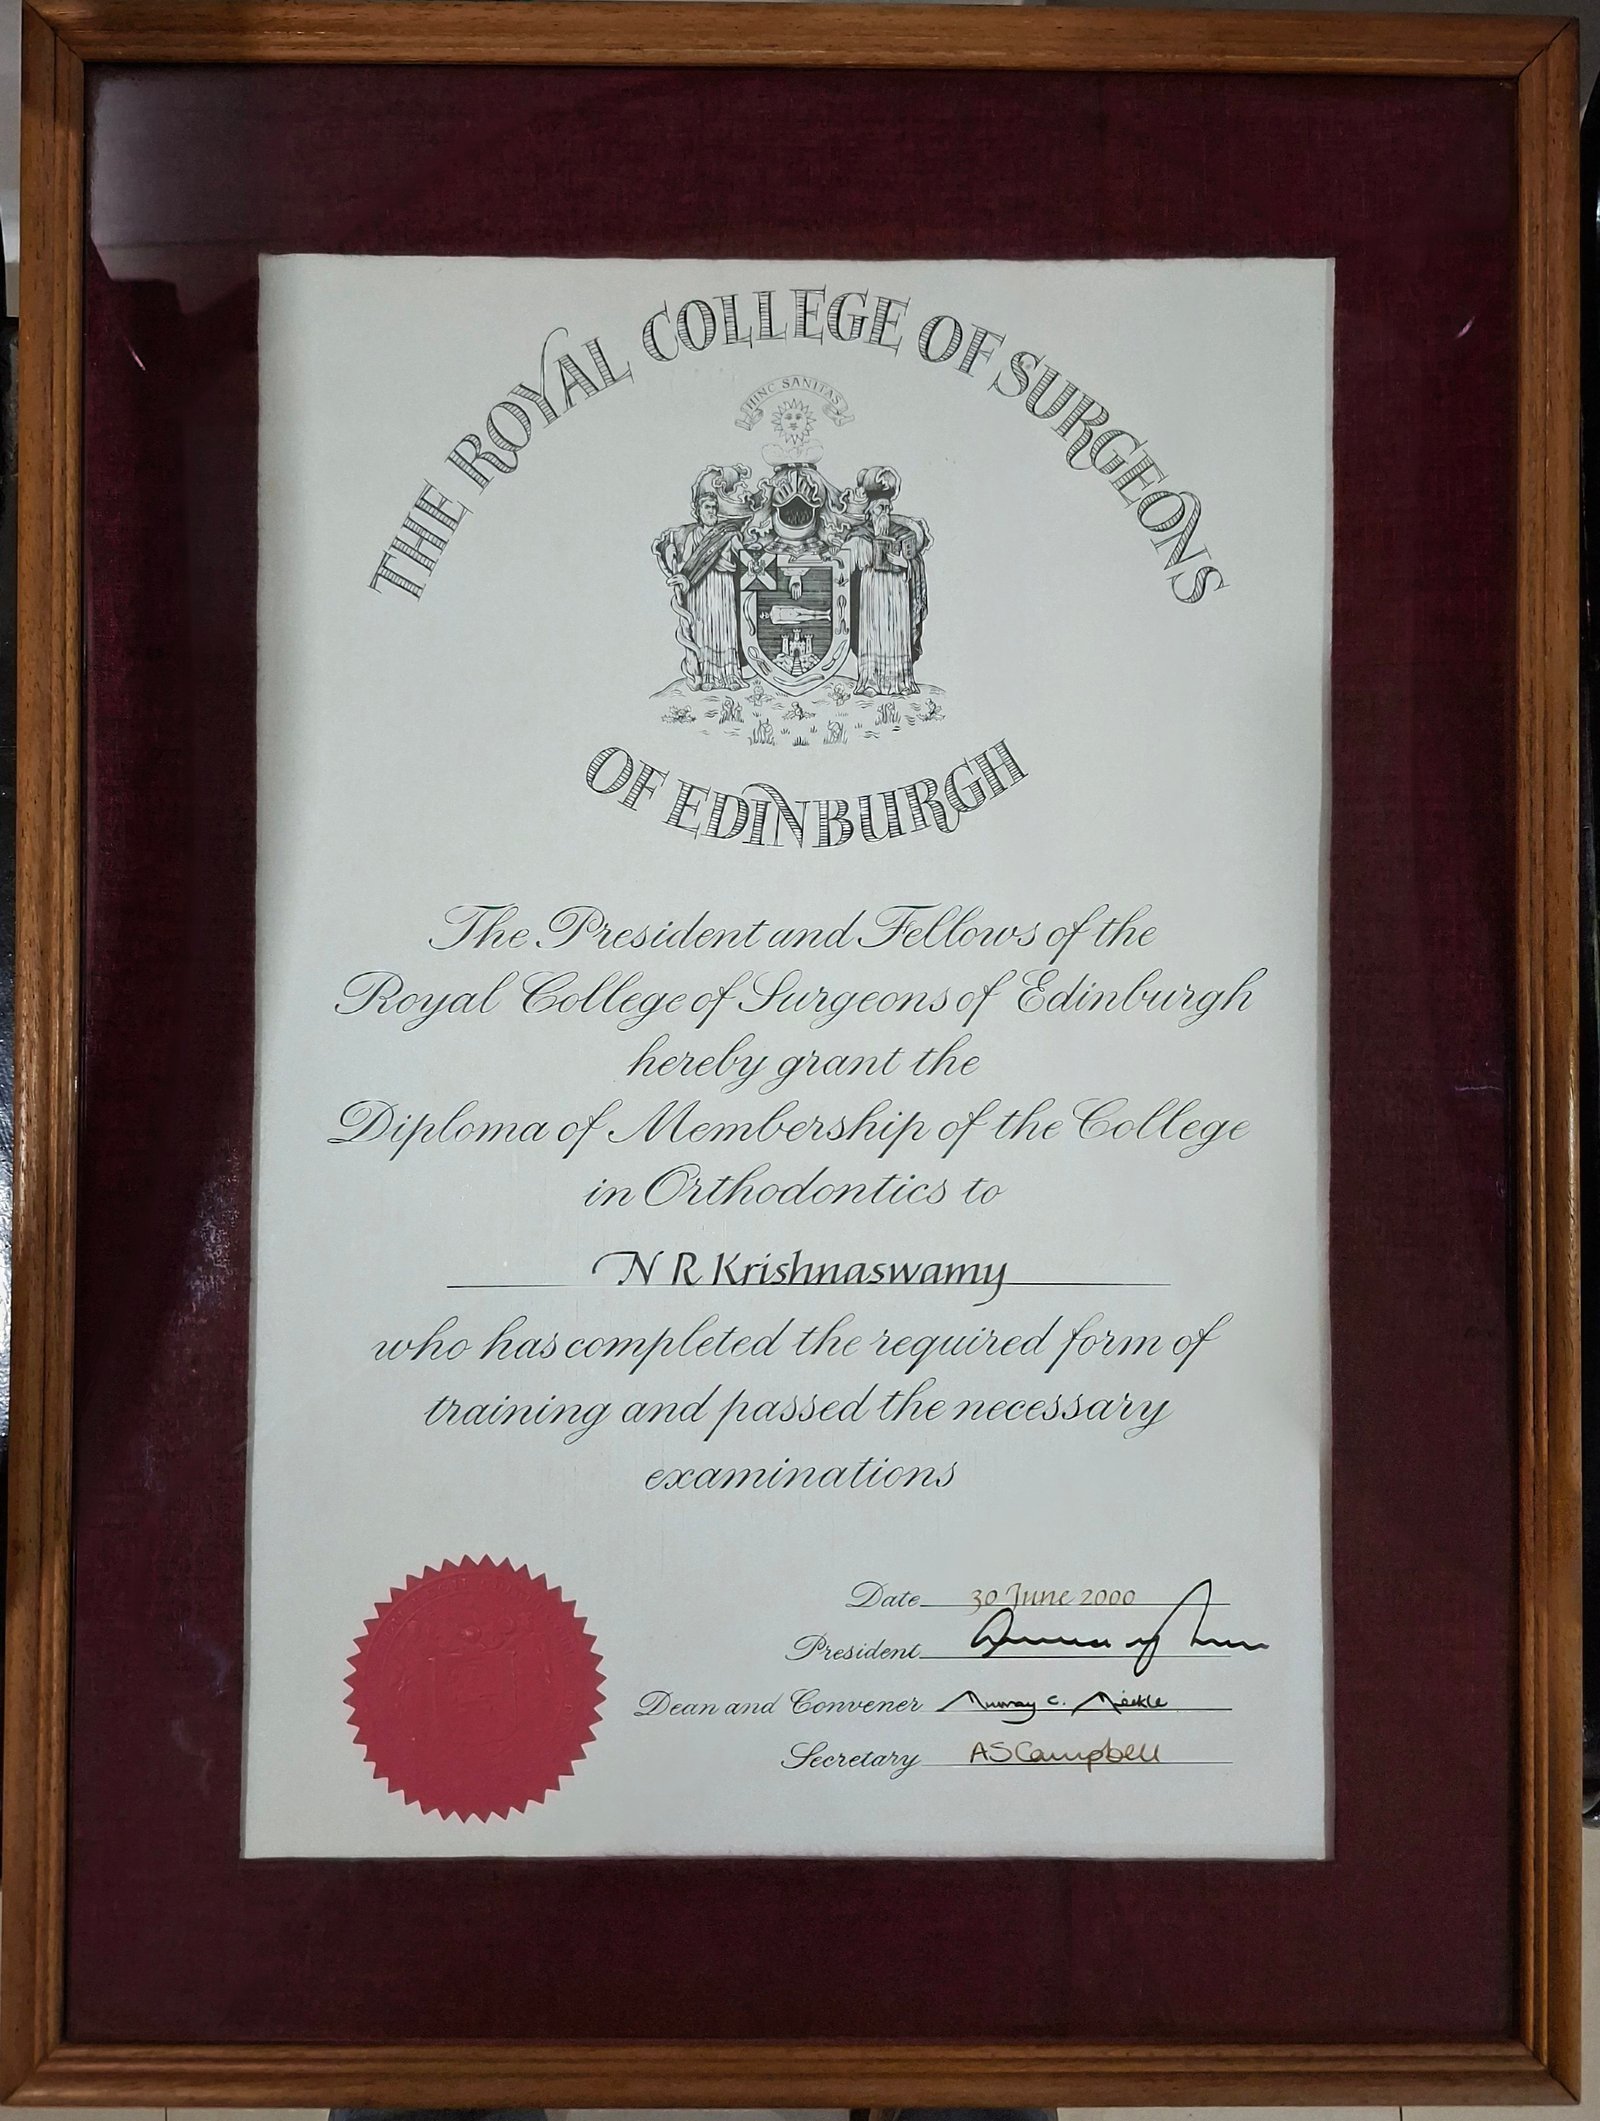 THE ROYAL COLLEGE OF SURGEONS
HINC SANITAS
OF EDINBURGH
The President and Fellows of the
Royal College of Surgeons of Edinburgh
hereby grant the
Diploma of Membership of the College
in Orthodontics to
N R Krishnaswamy
who has completed the required form of
training and passed the necessary
examinations
Date 30 June 2000
President
Dean and Convener Murray C. Meikle
Secretary AS Campbell